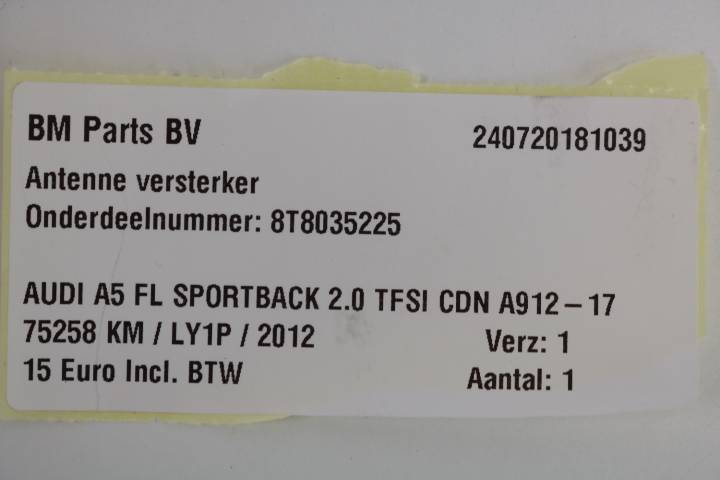 BM Parts BV 240720181039
Antenne versterker
Onderdeelnummer: 8T8035225
AUDI A5 FL SPORTBACK 2.0 TFSI CDN A912–17
75258 KM / LY1P / 2012 Verz: 1
15 Euro Incl. BTW Aantal: 1